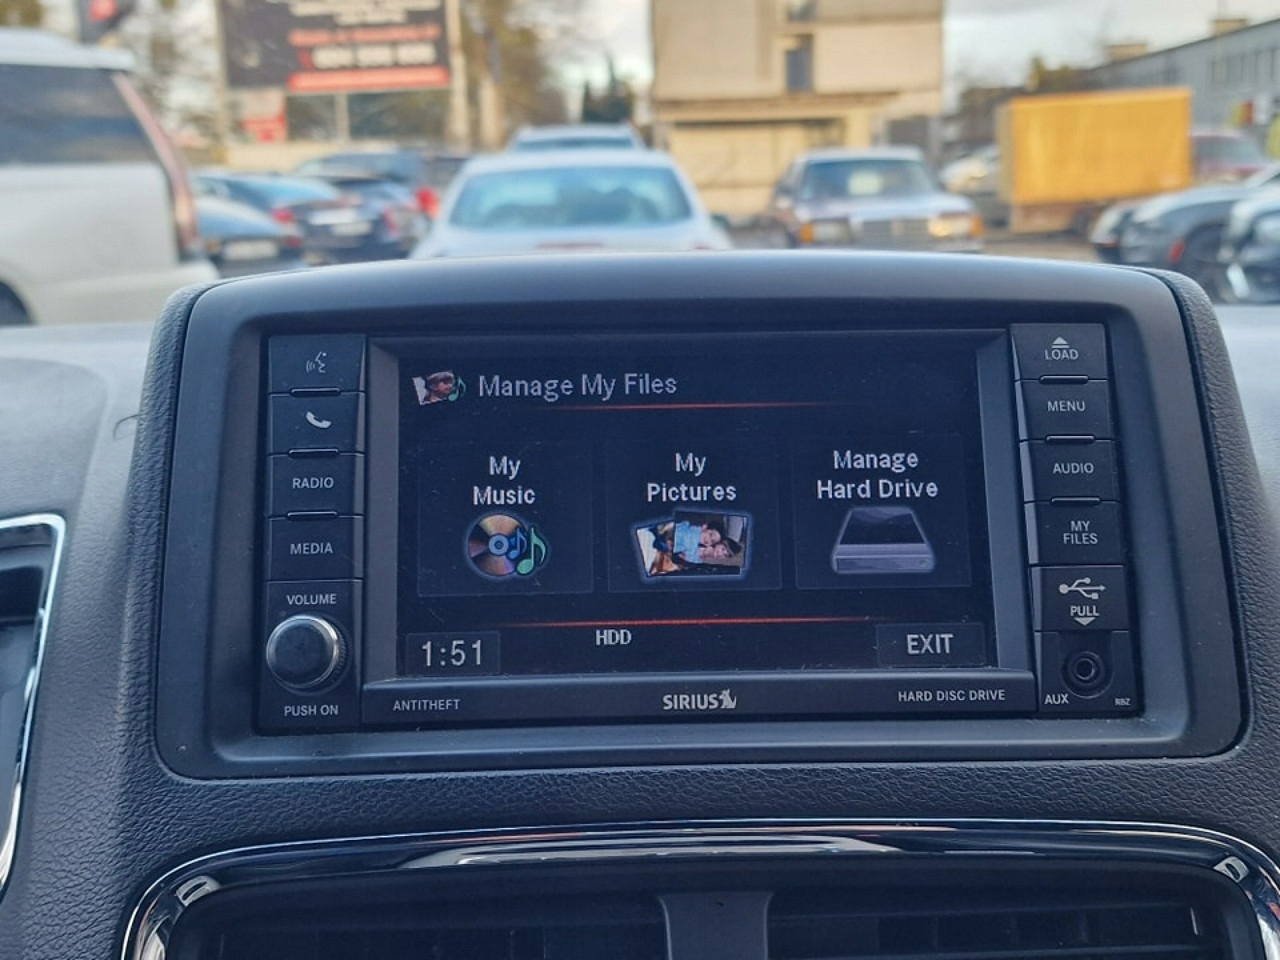 LOAD
Manage My Files
MENU
My
Music
My
Pictures
Manage
Hard Drive
RADIO
AUDIO
MEDIA
MY
FILES
VOLUME
PULL
1:51
HDD
EXIT
PUSH ON
ANTITHEFT
SIRIUS
HARD DISC DRIVE
AUX
RBZ